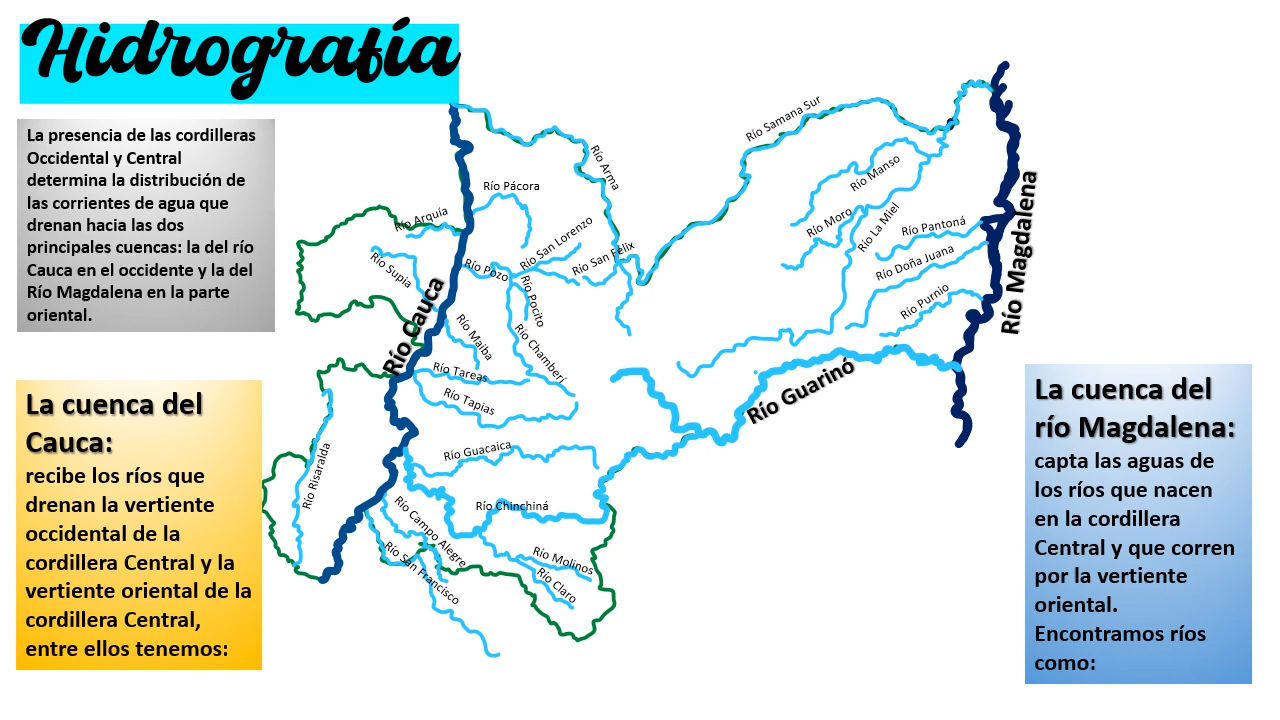 Hidrografía
La presencia de las cordilleras
Occidental y Central
determina la distribución de
las corrientes de agua que
drenan hacia las dos
principales cuencas: la del río
Cauca en el occidente y la del
Río Magdalena en la parte
oriental.
La cuenca del
Cauca:
recibe los ríos que
drenan la vertiente
occidental de la
cordillera Central y la
vertiente oriental de la
cordillera Central,
entre ellos tenemos:
Río Arma
Río Pácora
Río Arquía
Río San Lorenzo
Río San Félix
Río Supia
Río Pozo
Río Pocito
Río Cauca
Río Maiba
Río Chamberí
Río Tareas
Río Tapias
Río Guacaica
Río Risaralda
Río Chinchiná
Río Campo Alegre
Río San Francisco
Río Molinos
Río Claro
Río Samana Sur
Río Manso
Río Moro
Río La Miel
Río Pantoná
Río Doña Juana
Río Purnio
Río Magdalena
Río Guarinó
La cuenca del
río Magdalena:
capta las aguas de
los ríos que nacen
en la cordillera
Central y que corren
por la vertiente
oriental.
Encontramos ríos
como: